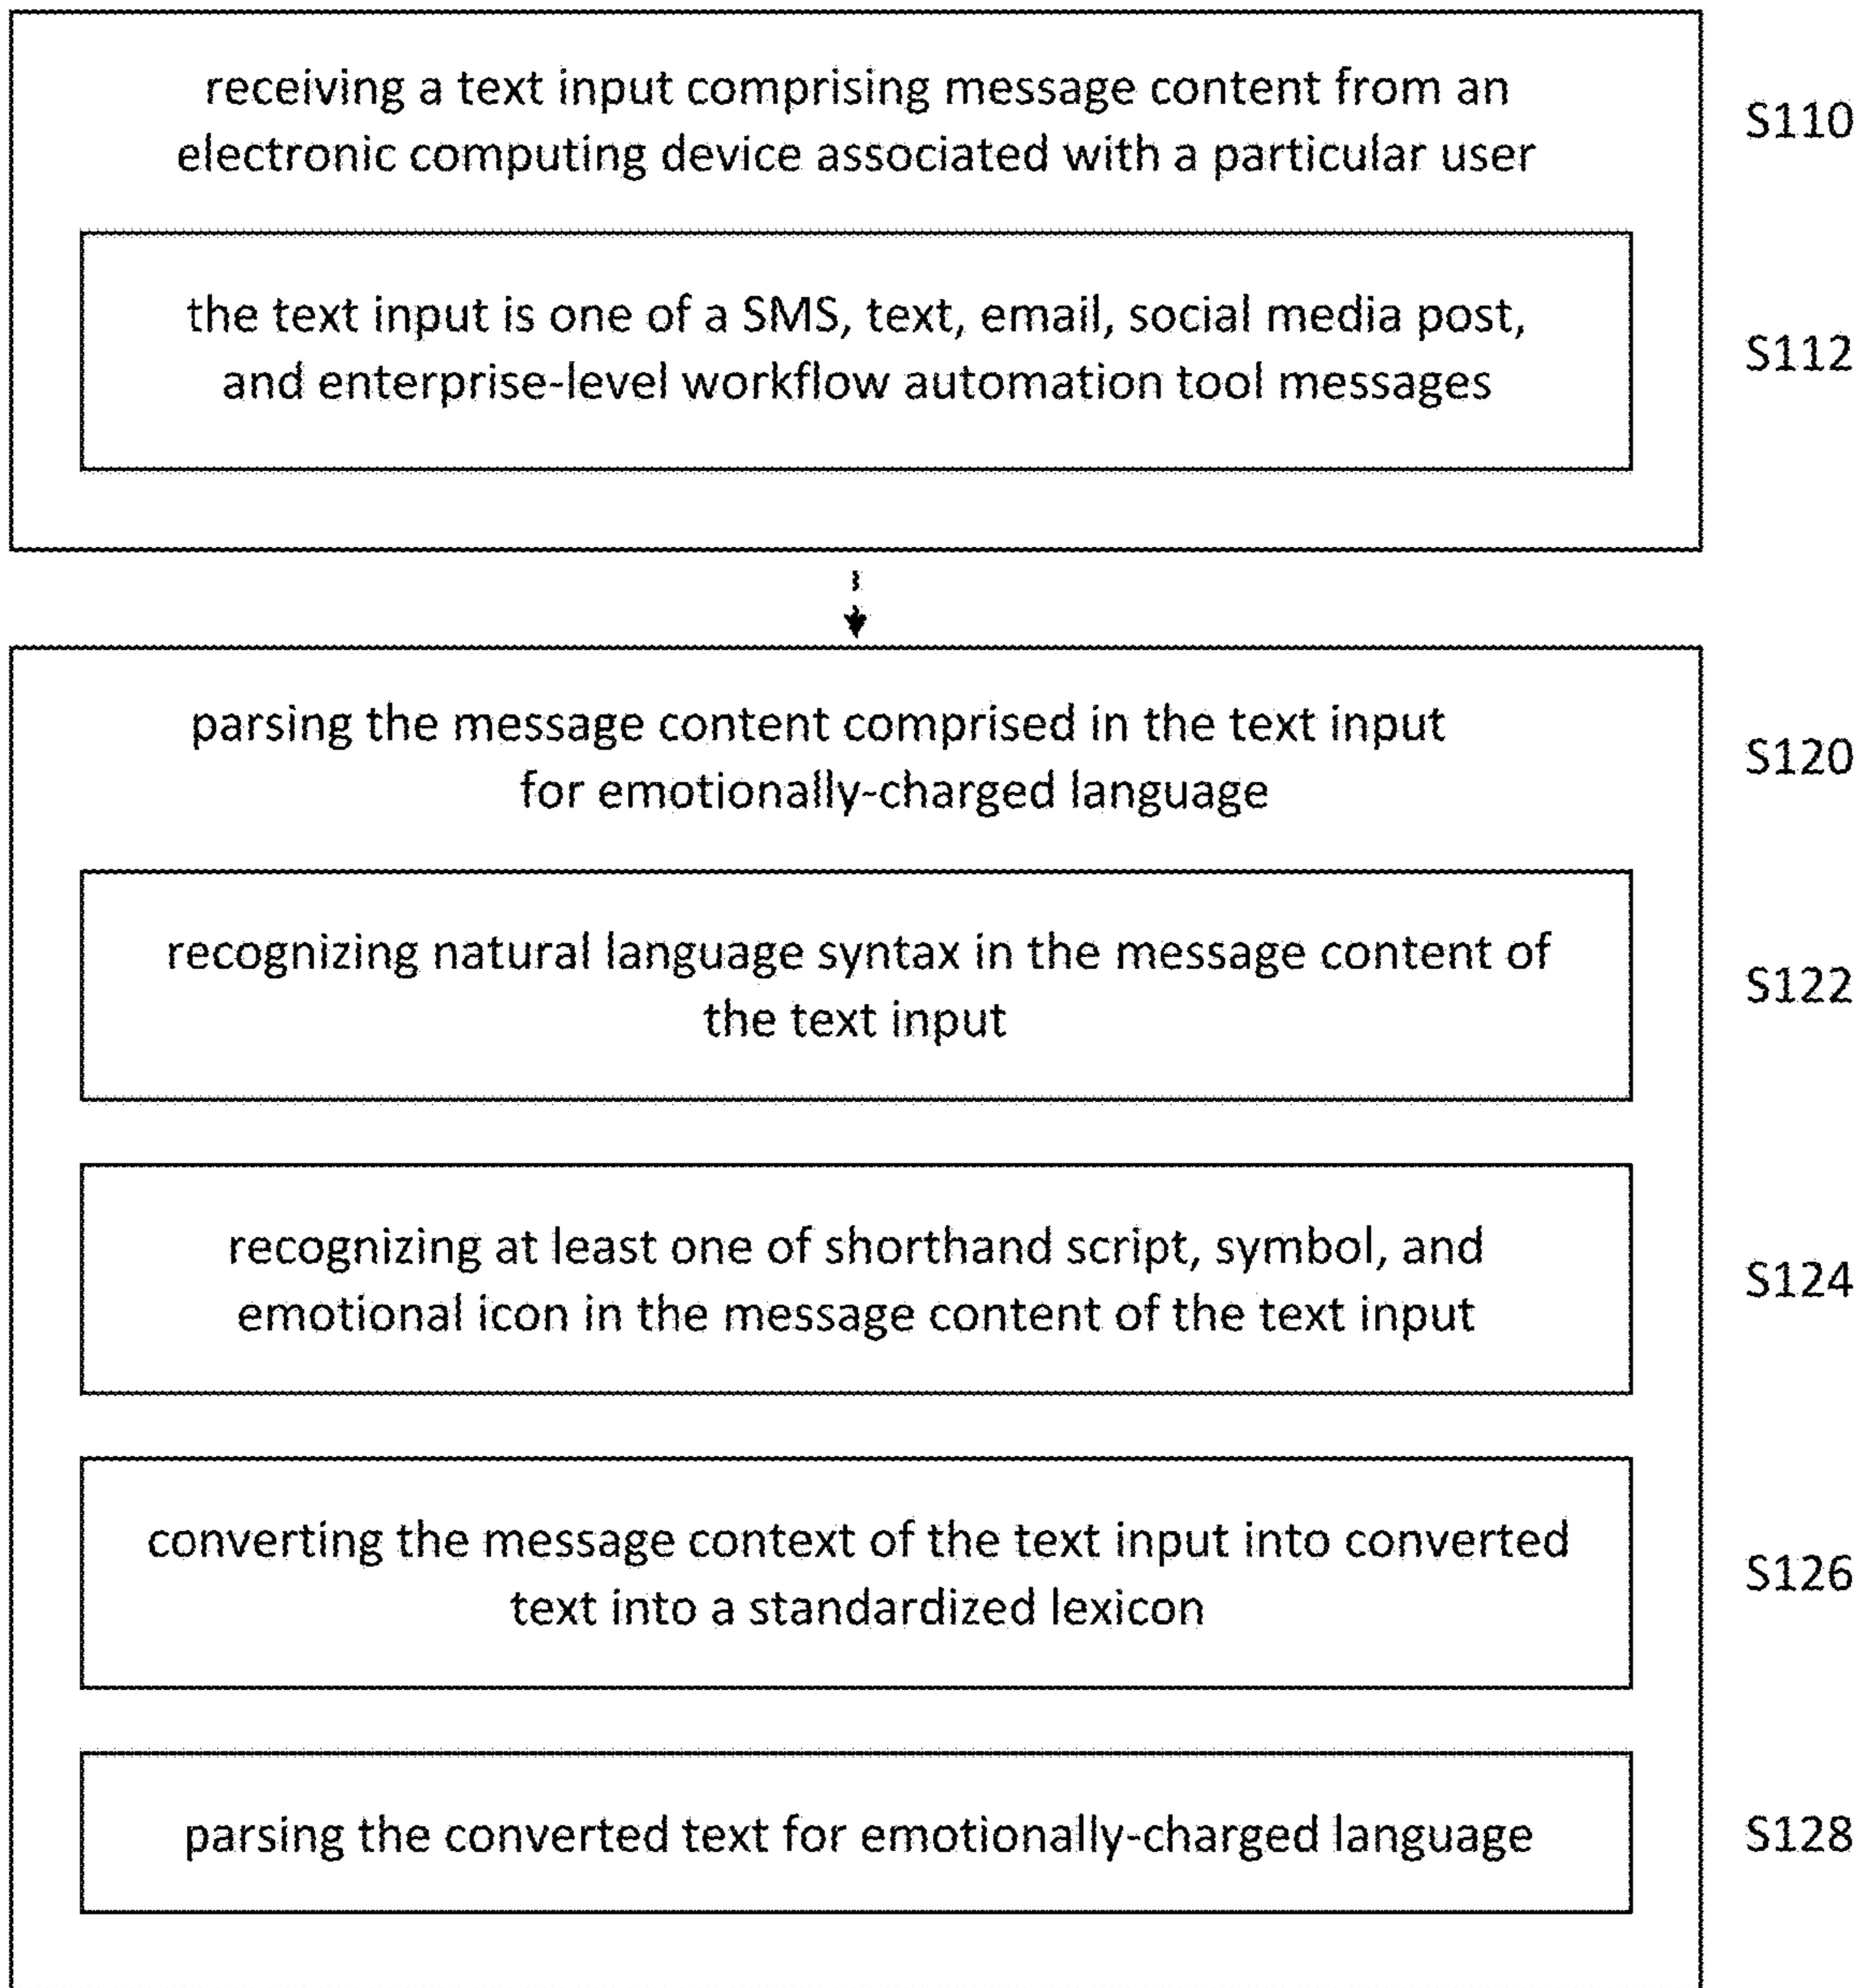 receiving a text input comprising message content from an
electronic computing device associated with a particular user
S110
the text input is one of a SMS, text, email, social media post,
and enterprise-level workflow automation tool messages
S112
parsing the message content comprised in the text input
for emotionally-charged language
S120
recognizing natural language syntax in the message content of
the text input
S122
recognizing at least one of shorthand script, symbol, and
emotional icon in the message content of the text input
S124
converting the message context of the text input into converted
text into a standardized lexicon
S126
parsing the converted text for emotionally-charged language
S128